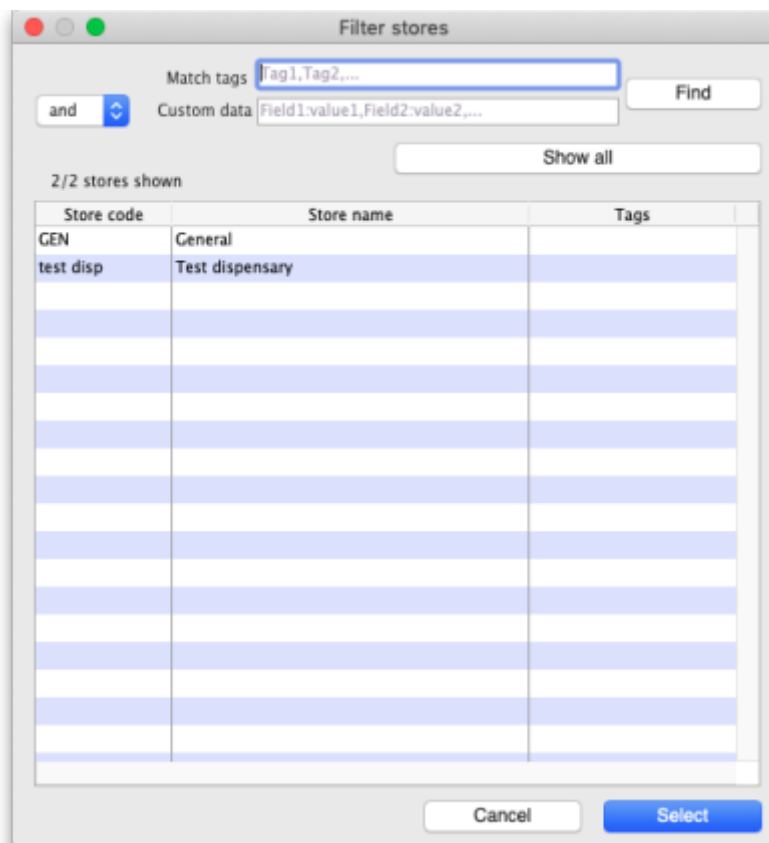 Filter stores
Match tags Tag1,Tag2,...
Find
and
Custom data Field1:value1,Field2:value2,...
Show all
2/2 stores shown
Store code Store name Tags
GEN General
test disp Test dispensary
Cancel Select